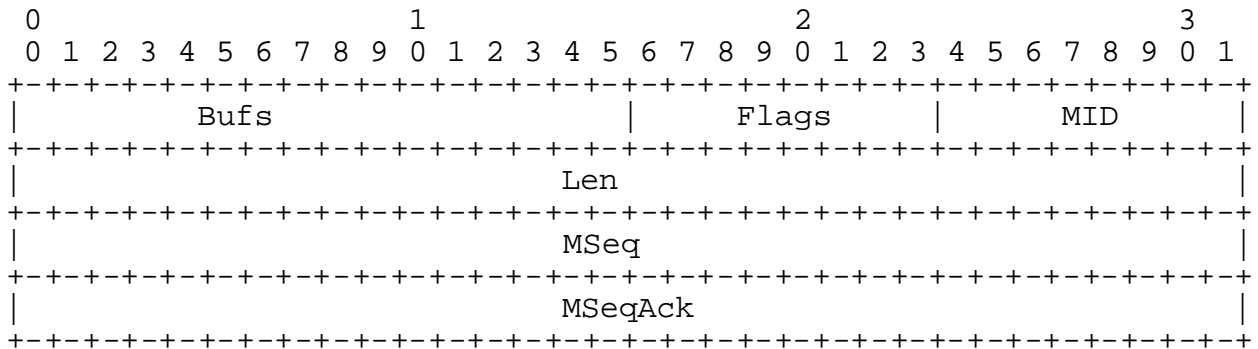 0                   1                   2                   3
 0 1 2 3 4 5 6 7 8 9 0 1 2 3 4 5 6 7 8 9 0 1 2 3 4 5 6 7 8 9 0 1
+-+-+-+-+-+-+-+-+-+-+-+-+-+-+-+-+-+-+-+-+-+-+-+-+-+-+-+-+-+-+-+-+
|         Bufs                  |     Flags     |      MID      |
+-+-+-+-+-+-+-+-+-+-+-+-+-+-+-+-+-+-+-+-+-+-+-+-+-+-+-+-+-+-+-+-+
|                            Len                                |
+-+-+-+-+-+-+-+-+-+-+-+-+-+-+-+-+-+-+-+-+-+-+-+-+-+-+-+-+-+-+-+-+
|                            MSeq                               |
+-+-+-+-+-+-+-+-+-+-+-+-+-+-+-+-+-+-+-+-+-+-+-+-+-+-+-+-+-+-+-+-+
|                            MSeqAck                            |
+-+-+-+-+-+-+-+-+-+-+-+-+-+-+-+-+-+-+-+-+-+-+-+-+-+-+-+-+-+-+-+-+